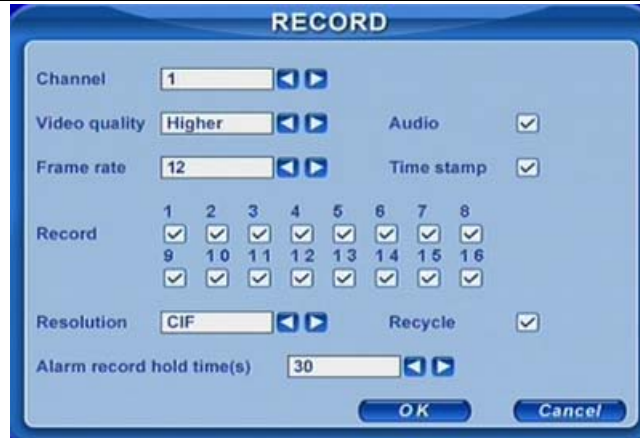 RECORD
Channel 1
Video quality Higher Audio
Frame rate 12 Time stamp
1 2 3 4 5 6 7 8
Record
9 10 11 12 13 14 15 16
Resolution CIF Recycle
Alarm record hold time(s) 30
OK Cancel